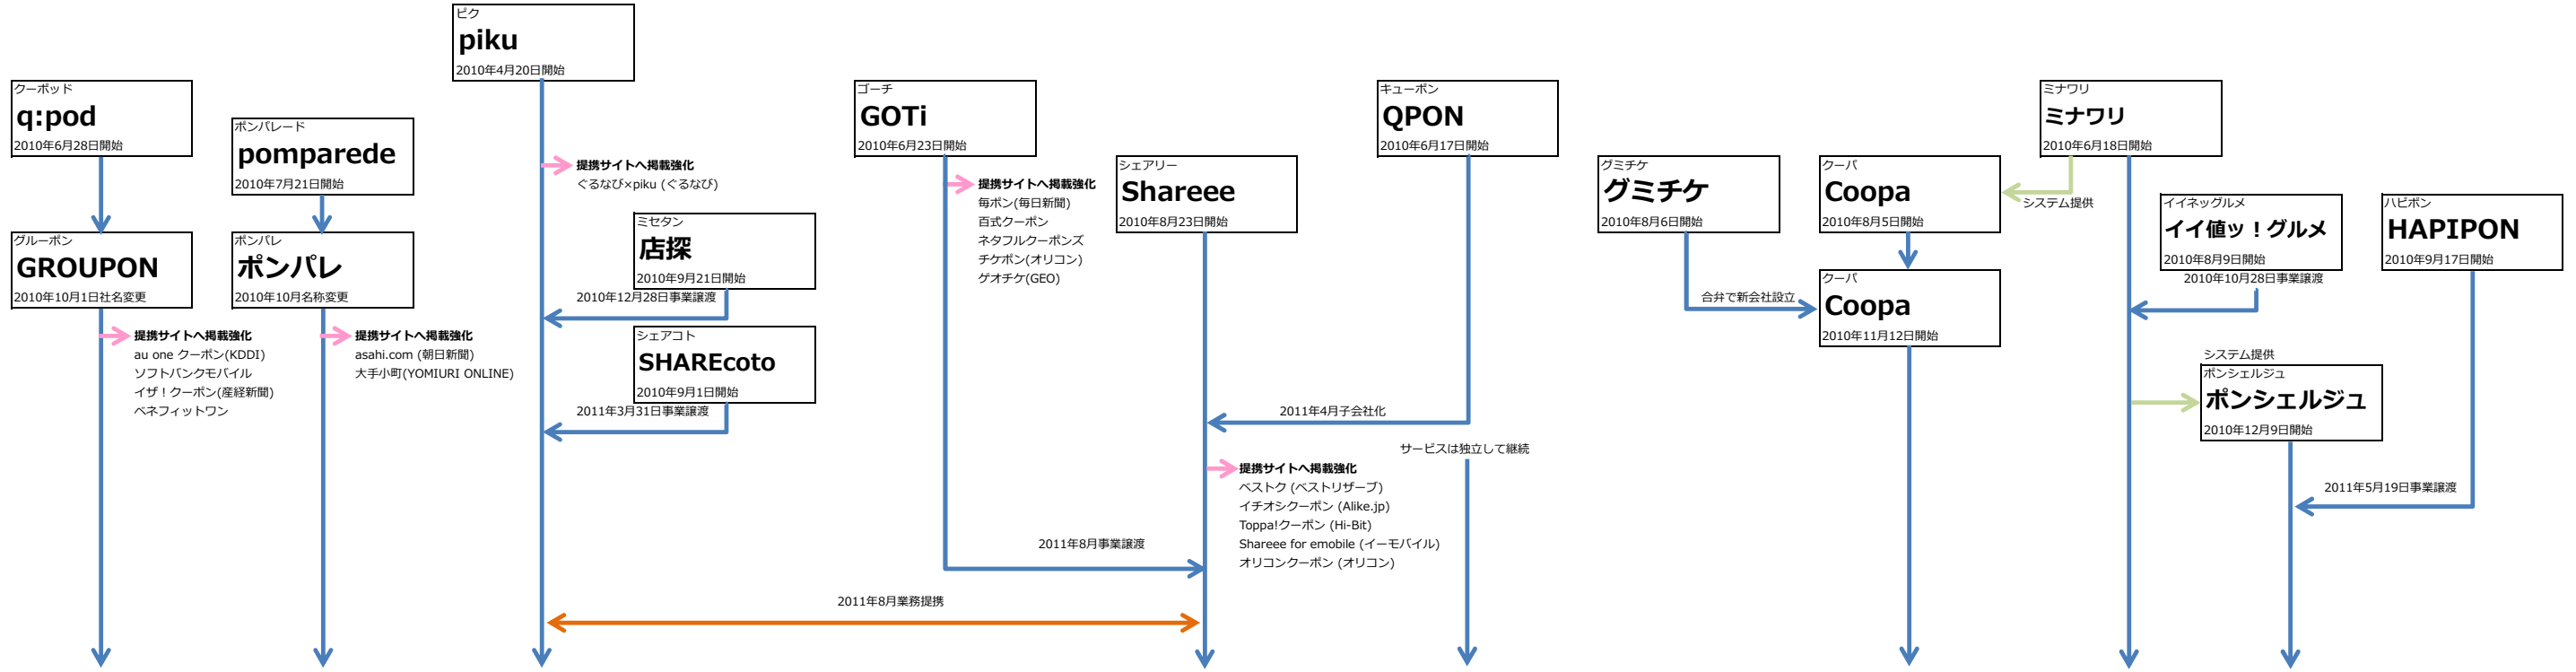 クーポッド
q:pod
2010年6月28日開始
グルーポン
GROUPON
2010年10月1日社名変更
提携サイトへ掲載強化
au one クーポン(KDDI)
ソフトバンクモバイル
イザ！クーポン(産経新聞)
ベネフィットワン
ポンパレード
pomparede
2010年7月21日開始
ポンパレ
ポンパレ
2010年10月名称変更
提携サイトへ掲載強化
asahi.com (朝日新聞)
大手小町(YOMIURI ONLINE)
ピク
piku
2010年4月20日開始
提携サイトへ掲載強化
ぐるなび×piku (ぐるなび)
ミセタン
店探
2010年9月21日開始
2010年12月28日事業譲渡
シェアコト
SHAREcoto
2010年9月1日開始
2011年3月31日事業譲渡
ゴーチ
GOTi
2010年6月23日開始
提携サイトへ掲載強化
毎ポン(毎日新聞)
百式クーポン
ネタフルクーポンズ
チケポン(オリコン)
ゲオチケ(GEO)
2011年8月事業譲渡
2011年8月業務提携
シェアリー
Shareee
2010年8月23日開始
提携サイトへ掲載強化
ベストク (ベストリザーブ)
イチオシクーポン (Alike.jp)
Toppa!クーポン (Hi-Bit)
Shareee for emobile (イーモバイル)
オリコンクーポン (オリコン)
キューポン
QPON
2010年6月17日開始
2011年4月子会社化
サービスは独立して継続
グミチケ
グミチケ
2010年8月6日開始
合弁で新会社設立
クーパ
Coopa
2010年8月5日開始
クーパ
Coopa
2010年11月12日開始
ミナワリ
ミナワリ
2010年6月18日開始
システム提供
イイネッグルメ
イイ値ッ！グルメ
2010年8月9日開始
2010年10月28日事業譲渡
システム提供
ポンシェルジュ
ポンシェルジュ
2010年12月9日開始
ハピポン
HAPIPON
2010年9月17日開始
2011年5月19日事業譲渡